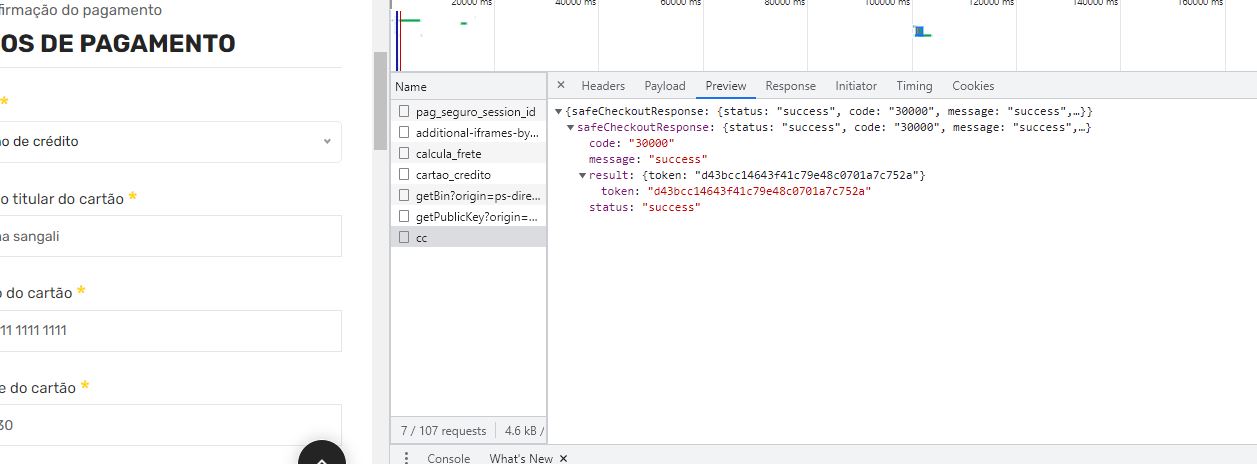 firmação do pagamento
OS DE PAGAMENTO
*
o de crédito
o titular do cartão *
a sangali
o do cartão *
11 1111 1111
e do cartão *
30
20000 ms
40000 ms
60000 ms
80000 ms
100000 ms
120000 ms
140000 ms
160000 ms
Name
pag_seguro_session_id
additional-iframes-by...
calcula_frete
cartao_credito
getBin?origin=ps-dire...
getPublicKey?origin=...
cc
7 / 107 requests
4.6 kB /
× Headers Payload Preview Response Initiator Timing Cookies
▼{safeCheckoutResponse: {status: "success", code: "30000", message: "success",…}}
▼safeCheckoutResponse: {status: "success", code: "30000", message: "success",…}
code: "30000"
message: "success"
▼result: {token: "d43bcc14643f41c79e48c0701a7c752a"}
token: "d43bcc14643f41c79e48c0701a7c752a"
status: "success"
Console What's New ×